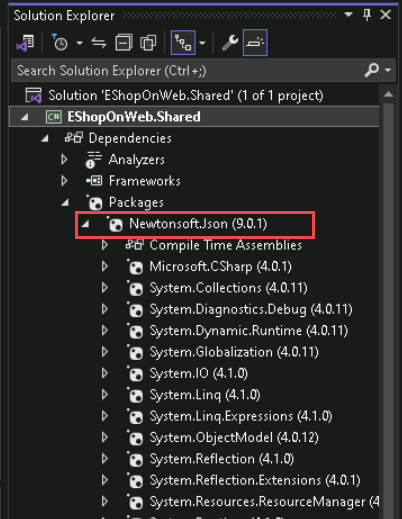 Solution Explorer
Search Solution Explorer (Ctrl+;)
Solution 'EShopOnWeb.Shared' (1 of 1 project)
C# EShopOnWeb.Shared
Dependencies
Analyzers
Frameworks
Packages
Newtonsoft.Json (9.0.1)
Compile Time Assemblies
Microsoft.CSharp (4.0.1)
System.Collections (4.0.11)
System.Diagnostics.Debug (4.0.11)
System.Dynamic.Runtime (4.0.11)
System.Globalization (4.0.11)
System.IO (4.1.0)
System.Linq (4.1.0)
System.Linq.Expressions (4.1.0)
System.ObjectModel (4.0.12)
System.Reflection (4.1.0)
System.Reflection.Extensions (4.0.1)
System.Resources.ResourceManager (4